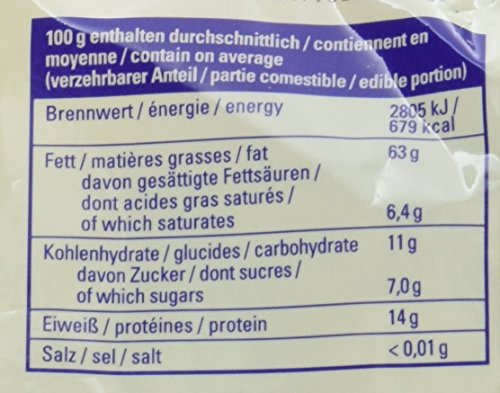 100 g enthalten durchschnittlich / contiennent en
moyenne / contain on average
(verzehrbarer Anteil / partie comestible / edible portion)
Brennwert / énergie / energy 2805 kJ /
679 kcal
Fett / matières grasses / fat 63 g
davon gesättigte Fettsäuren /
dont acides gras saturés /
of which saturates 6,4 g
Kohlenhydrate / glucides / carbohydrate 11 g
davon Zucker / dont sucres /
of which sugars 7,0 g
Eiweiß / protéines / protein 14 g
Salz / sel / salt < 0,01 g